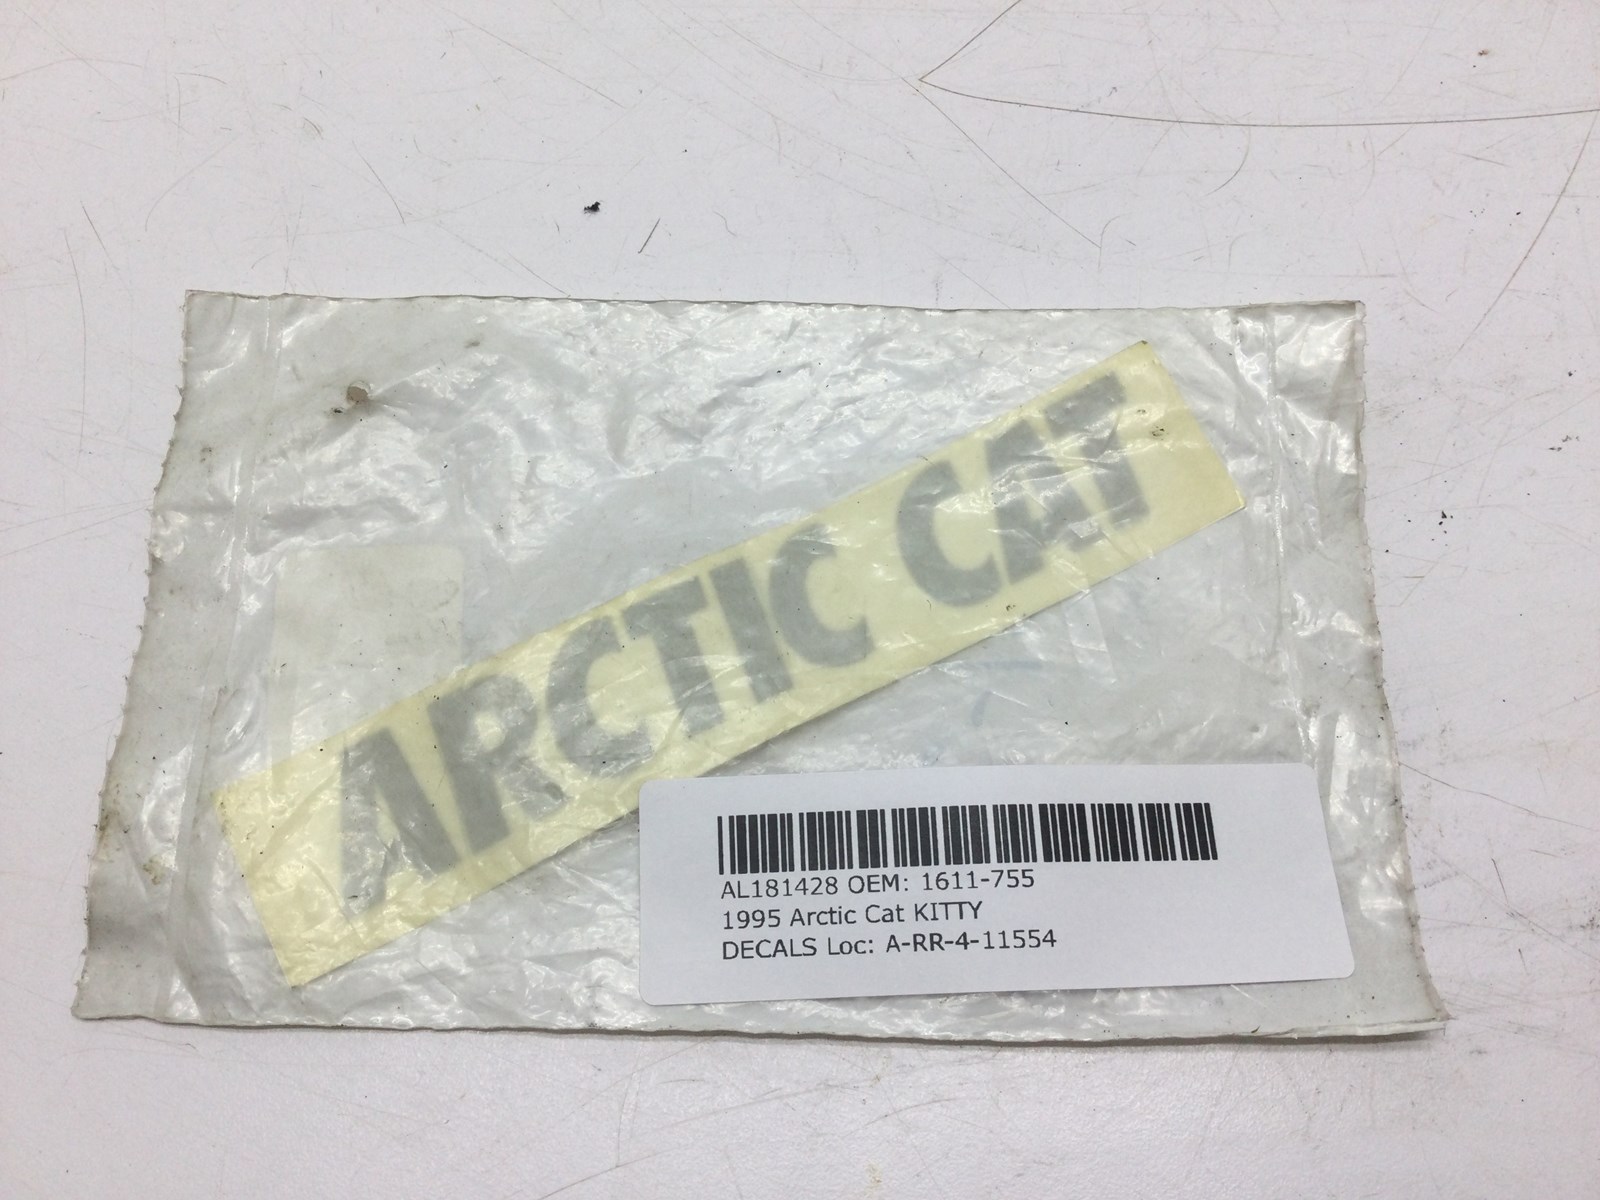 ARCTIC CAT
AL181428 OEM: 1611-755
1995 Arctic Cat KITTY
DECALS Loc: A-RR-4-11554